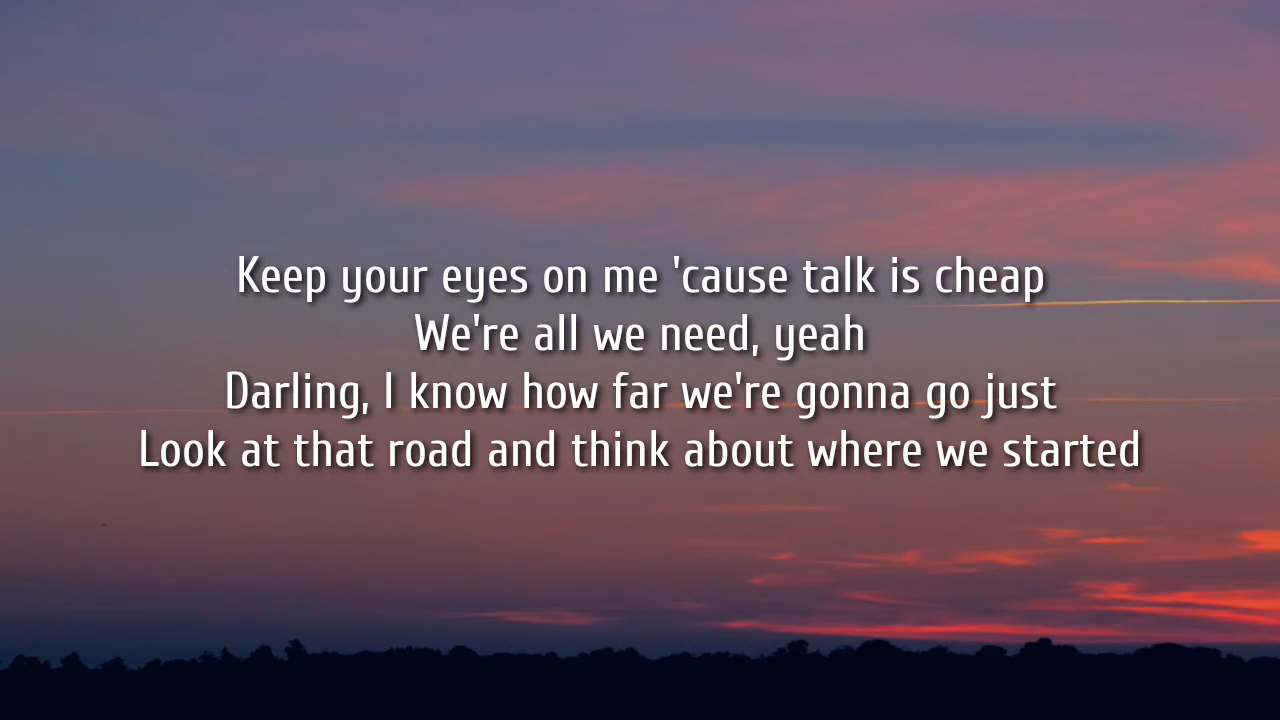 Keep your eyes on me 'cause talk is cheap
We're all we need, yeah
Darling, I know how far we're gonna go just
Look at that road and think about where we started